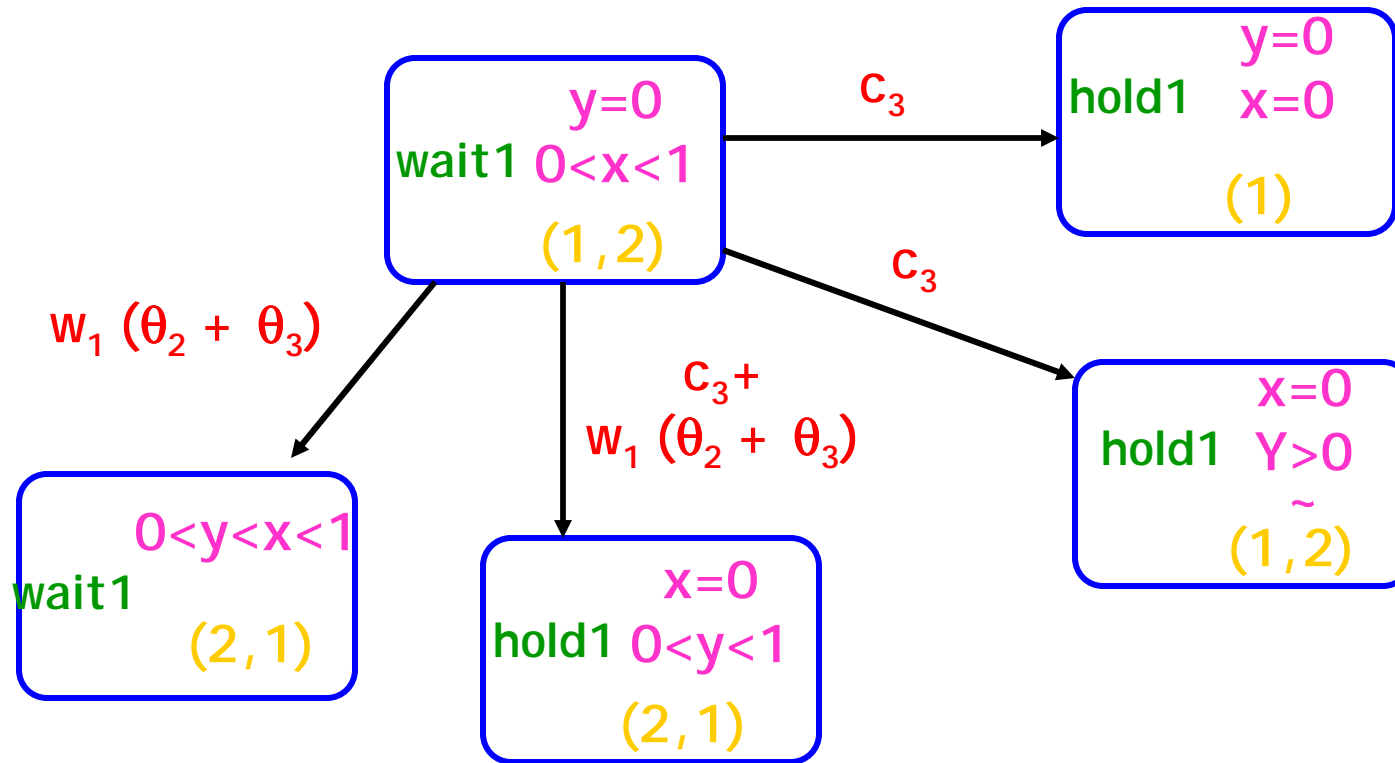 y=0
wait1 0<x<1
(1,2)
C₃
y=0
hold1 x=0
(1)
C₃
x=0
hold1 Y>0
~
(1,2)
w₁ (θ₂ + θ₃)
C₃+
w₁ (θ₂ + θ₃)
0<y<x<1
wait1
(2,1)
x=0
hold1 0<y<1
(2,1)